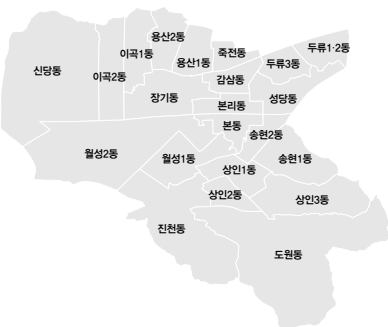 용산2동
이곡1동
죽전동
두류1·2동
용산1동
두류3동
신당동
이곡2동
감삼동
장기동
성당동
본리동
본동
송현2동
월성2동
월성1동
송현1동
상인1동
상인2동
상인3동
진천동
도원동